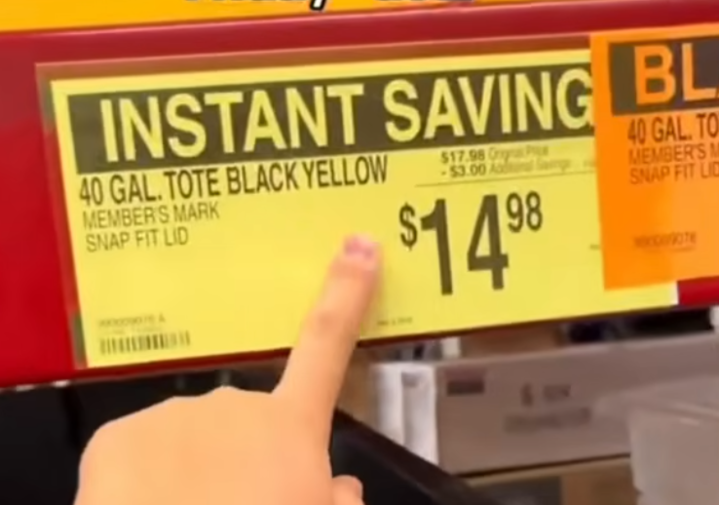 INSTANT SAVING
40 GAL. TOTE BLACK YELLOW
MEMBER'S MARK
SNAP FIT LID
$17.98 Original Price
- $3.00 Additional Savings
$14.98
BL
40 GAL. TO
MEMBER'S M
SNAP FIT LID